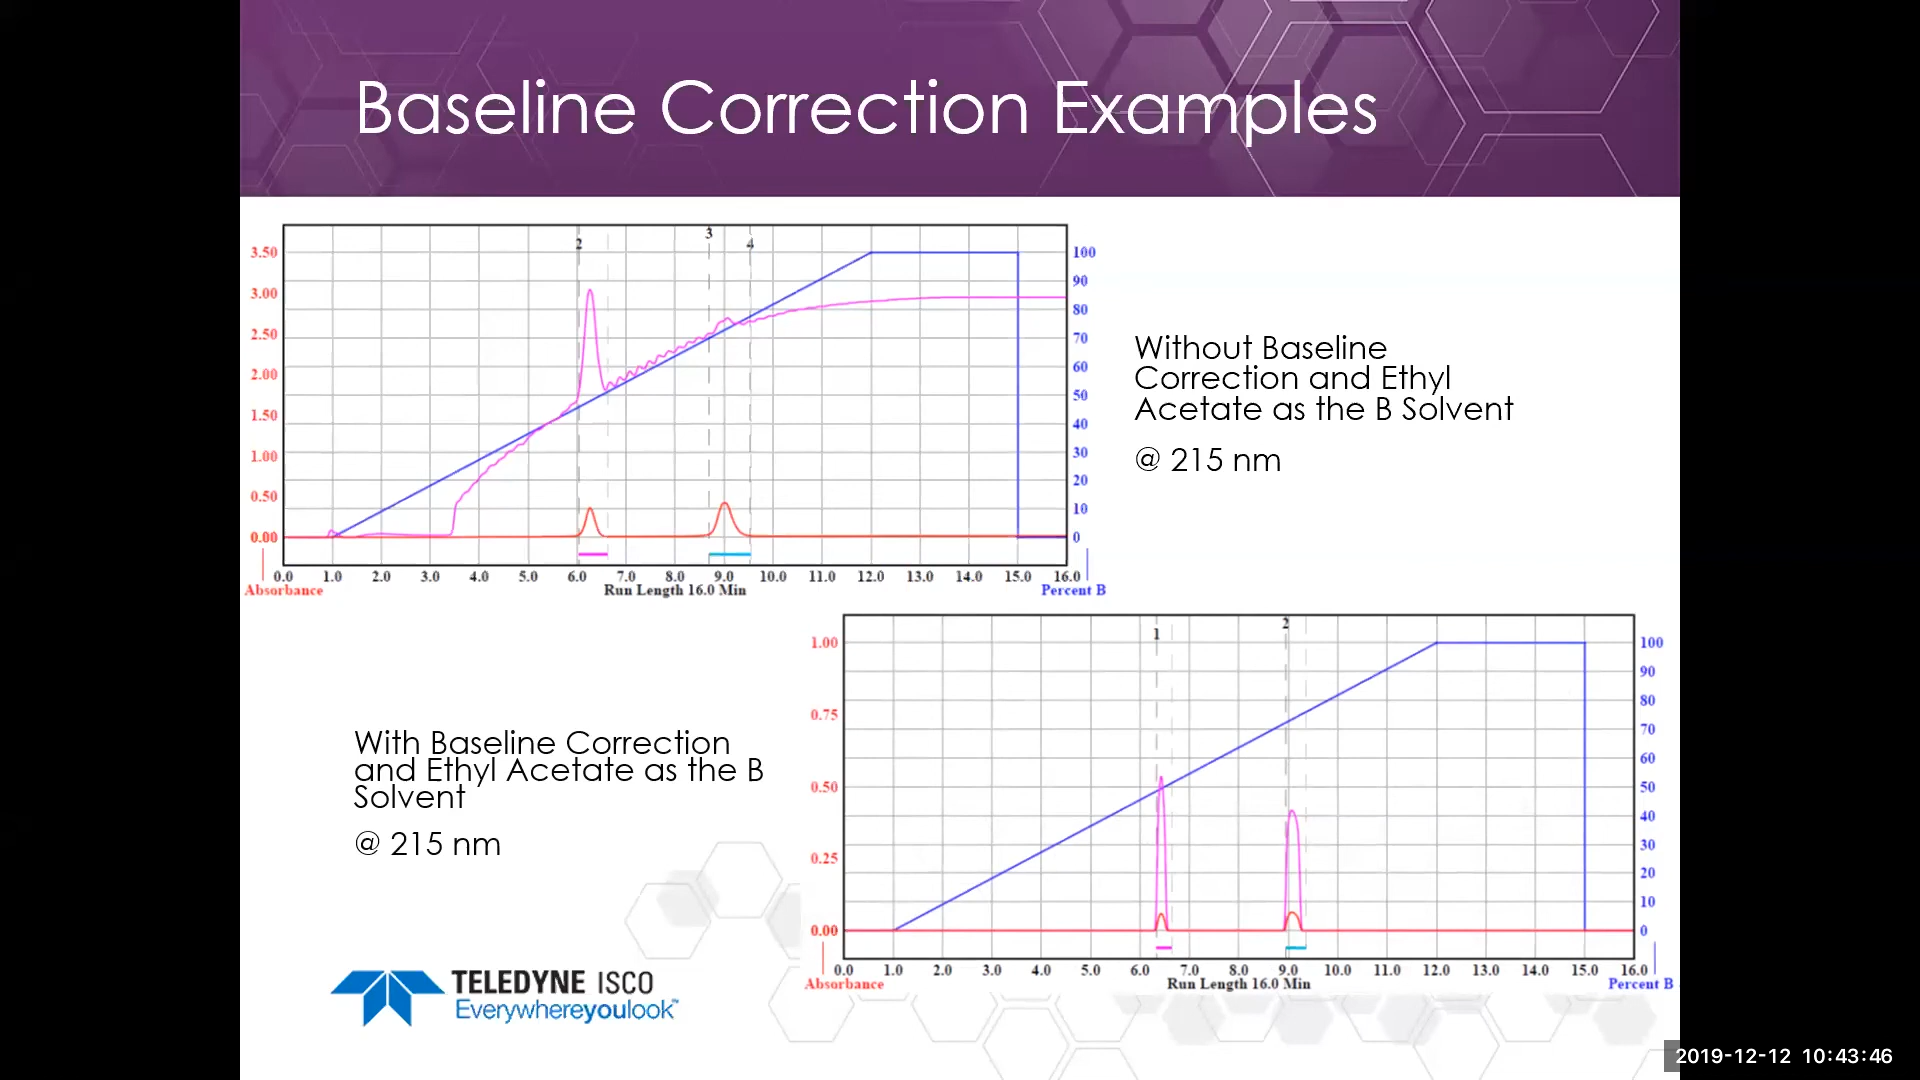 Baseline Correction Examples
2
3
4
3.50
3.00
2.50
2.00
1.50
1.00
0.50
0.00
100
90
80
70
60
50
40
30
20
10
0
0.0 1.0 2.0 3.0 4.0 5.0 6.0 7.0 8.0 9.0 10.0 11.0 12.0 13.0 14.0 15.0 16.0
Absorbance Run Length 16.0 Min Percent B
Without Baseline
Correction and Ethyl
Acetate as the B Solvent
@ 215 nm
With Baseline Correction
and Ethyl Acetate as the B
Solvent
@ 215 nm
1
2
1.00
0.75
0.50
0.25
0.00
100
90
80
70
60
50
40
30
20
10
0
0.0 1.0 2.0 3.0 4.0 5.0 6.0 7.0 8.0 9.0 10.0 11.0 12.0 13.0 14.0 15.0 16.0
Absorbance Run Length 16.0 Min Percent B
TELEDYNE ISCO
Everywhereyoulook™
2019-12-12 10:43:46